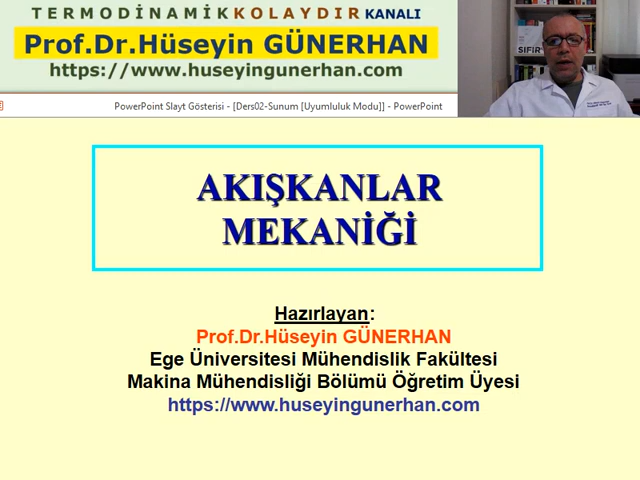 TERMODİNAMİKKOLAYDIR KANALI
Prof.Dr.Hüseyin GÜNERHAN
https://www.huseyingunerhan.com
SIFIR
PowerPoint Slayt Gösterisi - [Ders02-Sunum [Uyumluluk Modu]] - PowerPoint
AKIŞKANLAR
MEKANİĞİ
Hazırlayan:
Prof.Dr.Hüseyin GÜNERHAN
Ege Üniversitesi Mühendislik Fakültesi
Makina Mühendisliği Bölümü Öğretim Üyesi
https://www.huseyingunerhan.com